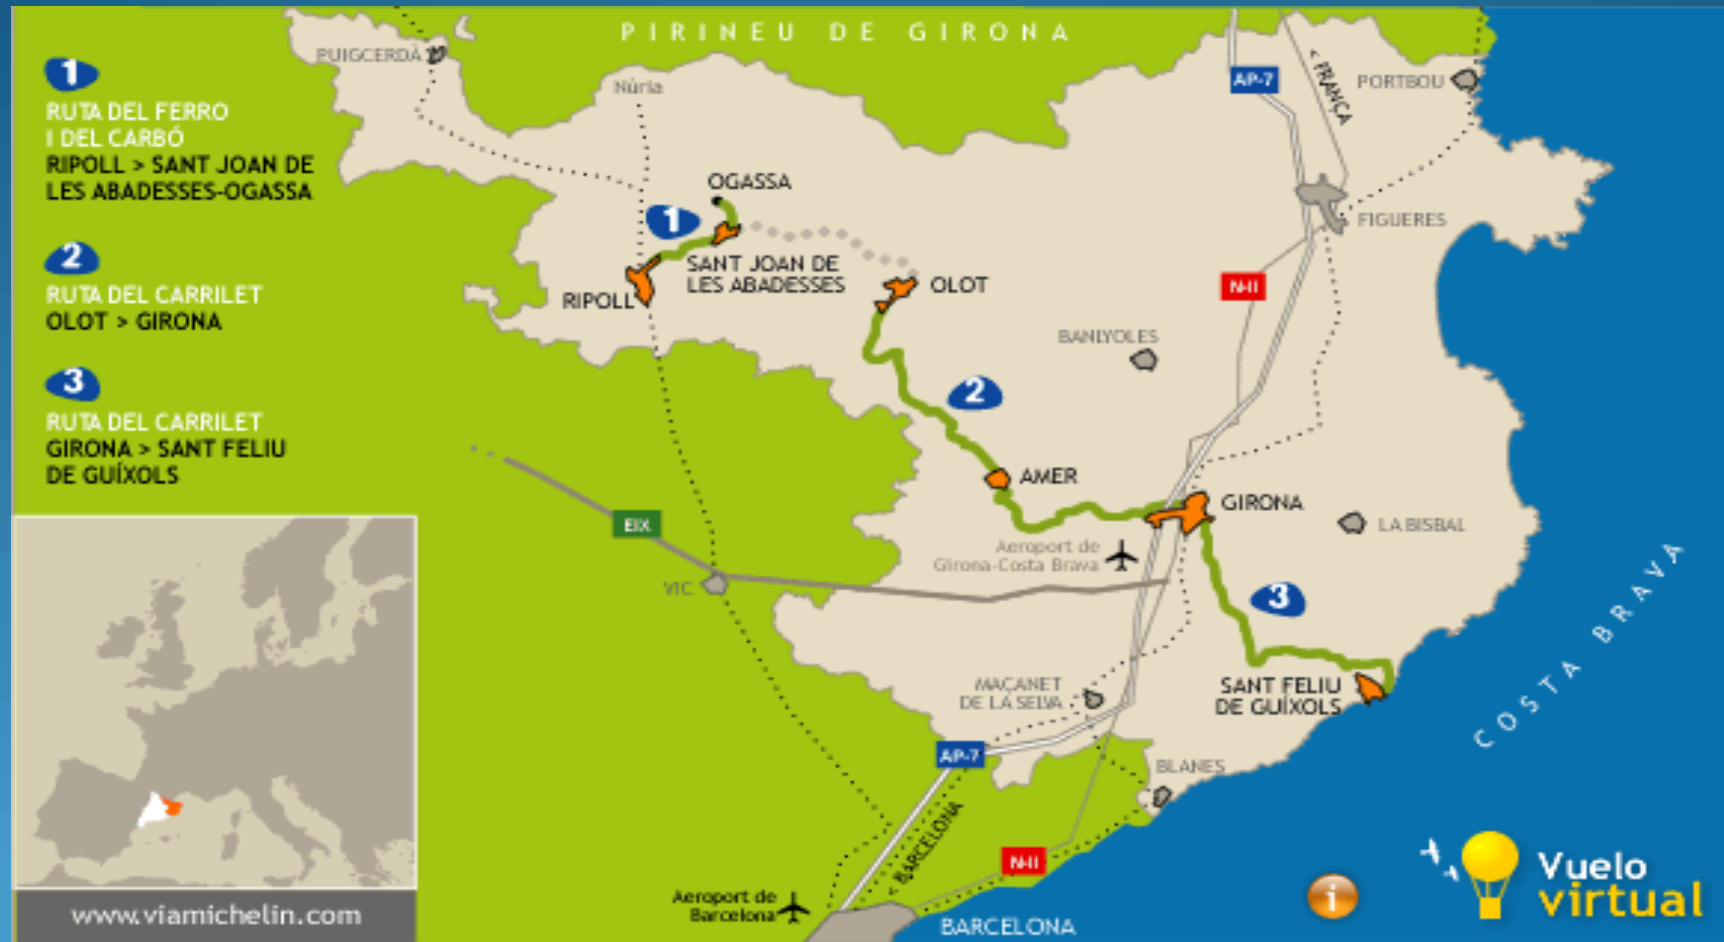 PIRINEU DE GIRONA
1
RUTA DEL FERRO
I DEL CARBÓ
RIPOLL > SANT JOAN DE
LES ABADESSES-OGASSA
2
RUTA DEL CARRILET
OLOT > GIRONA
3
RUTA DEL CARRILET
GIRONA > SANT FELIU
DE GUÍXOLS
PUIGCERDÀ
Núria
AP-7
< FRANÇA
PORTBOU
OGASSA
1
SANT JOAN DE
LES ABADESSES
RIPOLL
OLOT
FIGUERES
N-II
BANLYOLES
2
AMER
GIRONA
LA BISBAL
EIX
Aeroport de
Girona-Costa Brava
VIC
3
COSTA BRAVA
MAÇANET
DE LA SELVA
SANT FELIU
DE GUÍXOLS
AP-7
BLANES
< BARCELONA
N-II
Aeroport de
Barcelona
BARCELONA
www.viamichelin.com
i
Vuelo
virtual